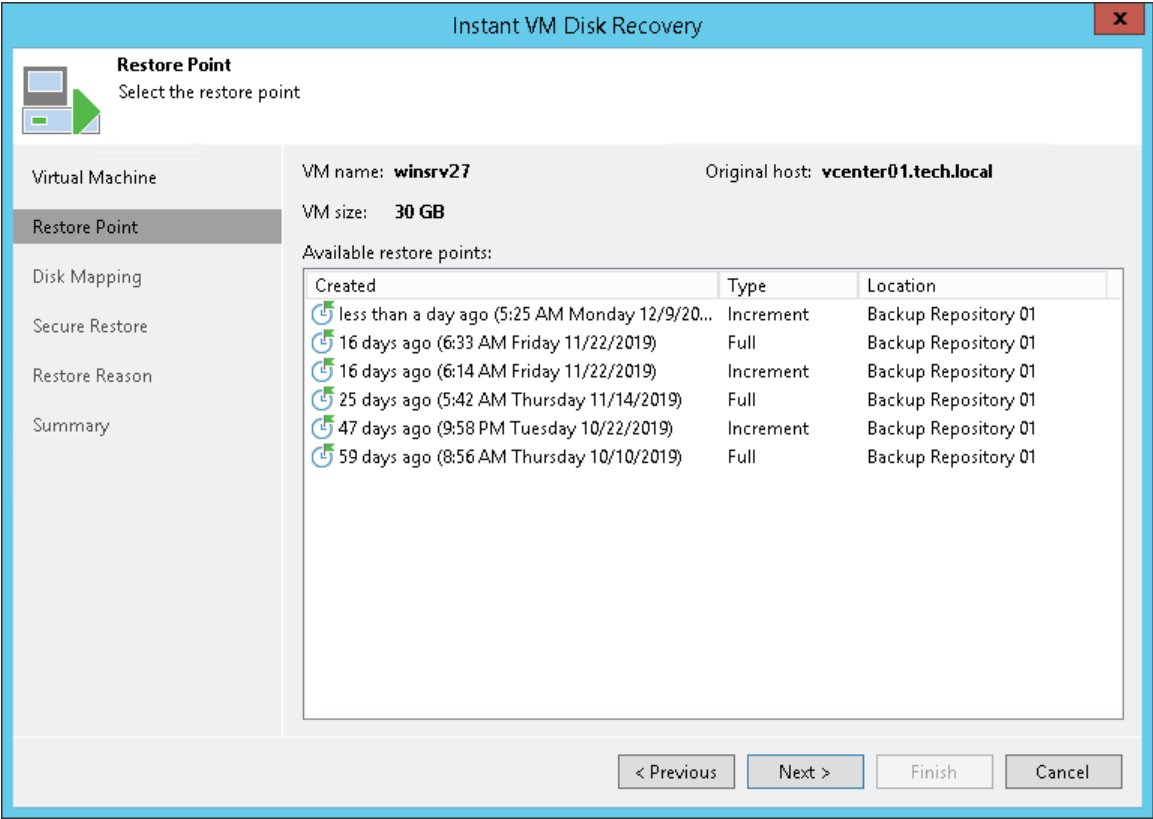 Instant VM Disk Recovery
x
Restore Point
Select the restore point
Virtual Machine
Restore Point
Disk Mapping
Secure Restore
Restore Reason
Summary
VM name: winsrv27 Original host: vcenter01.tech.local
VM size: 30 GB
Available restore points:
Created Type Location
less than a day ago (5:25 AM Monday 12/9/20... Increment Backup Repository 01
16 days ago (6:33 AM Friday 11/22/2019) Full Backup Repository 01
16 days ago (6:14 AM Friday 11/22/2019) Increment Backup Repository 01
25 days ago (5:42 AM Thursday 11/14/2019) Full Backup Repository 01
47 days ago (9:58 PM Tuesday 10/22/2019) Increment Backup Repository 01
59 days ago (8:56 AM Thursday 10/10/2019) Full Backup Repository 01
< Previous Next > Finish Cancel